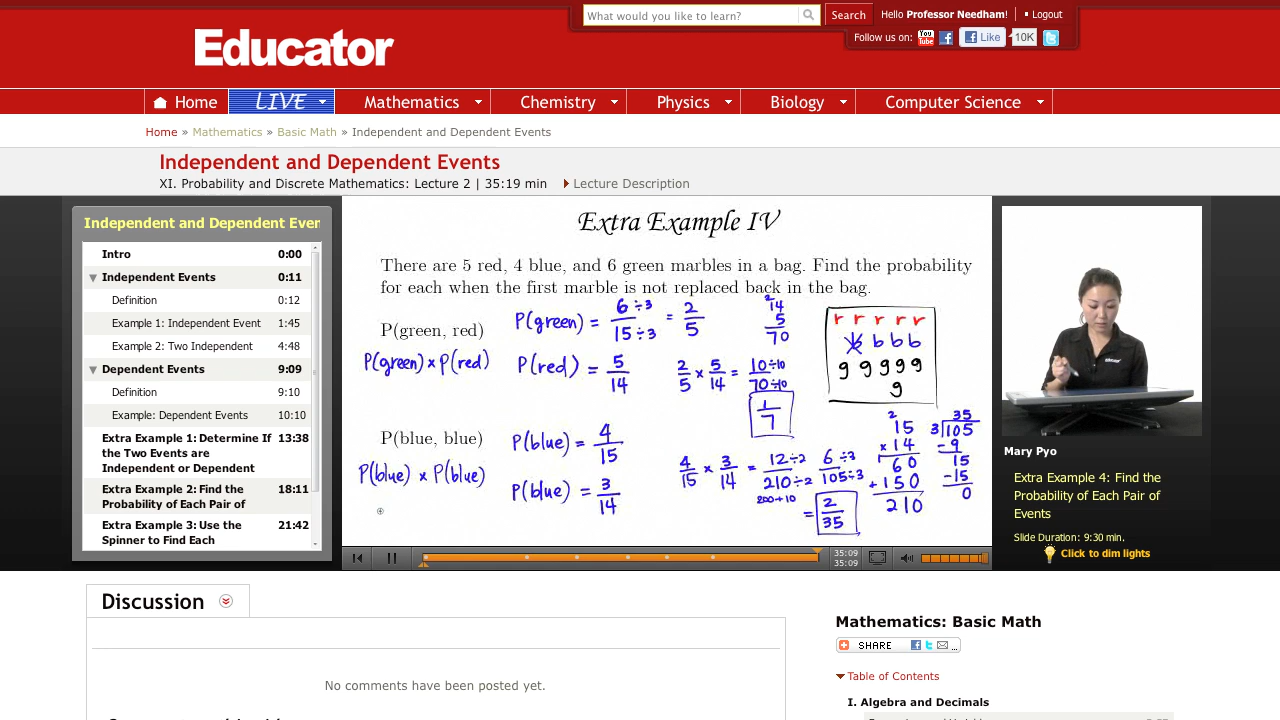 What would you like to learn?
Search
Hello Professor Needham!
Logout
Follow us on:
You Tube
Like
10K
Educator
Home
LIVE
Mathematics
Chemistry
Physics
Biology
Computer Science
Home » Mathematics » Basic Math » Independent and Dependent Events
Independent and Dependent Events
XI. Probability and Discrete Mathematics: Lecture 2 | 35:19 min
Lecture Description
Independent and Dependent Even
Intro 0:00
Independent Events 0:11
Definition 0:12
Example 1: Independent Event 1:45
Example 2: Two Independent 4:48
Dependent Events 9:09
Definition 9:10
Example: Dependent Events 10:10
Extra Example 1: Determine If 13:38
the Two Events are
Independent or Dependent
Extra Example 2: Find the 18:11
Probability of Each Pair of
Extra Example 3: Use the 21:42
Spinner to Find Each
Extra Example IV
There are 5 red, 4 blue, and 6 green marbles in a bag. Find the probability
for each when the first marble is not replaced back in the bag.
P(green, red)
P(green) × P(red)
P(green) = 6 ÷3 / 15 ÷3 = 2/5
P(red) = 5/14
2
14
5
70
2/5 × 5/14 = 10 ÷10 / 70 ÷10
1/7
r r r r r
b b b b
g g g g g
g
P(blue, blue)
P(blue) × P(blue)
P(blue) = 4/15
P(blue) = 3/14
4/15 × 3/14 = 12 ÷2 / 210 ÷2
6 ÷3 / 105 ÷3
200 + 10
= 2/35
2
15
× 14
60
+ 150
210
35
3)105
- 9
15
- 15
0
35:09
35:09
Educator
Mary Pyo
Extra Example 4: Find the
Probability of Each Pair of
Events
Slide Duration: 9:30 min.
Click to dim lights
Discussion
No comments have been posted yet.
Mathematics: Basic Math
SHARE
...
Table of Contents
I. Algebra and Decimals